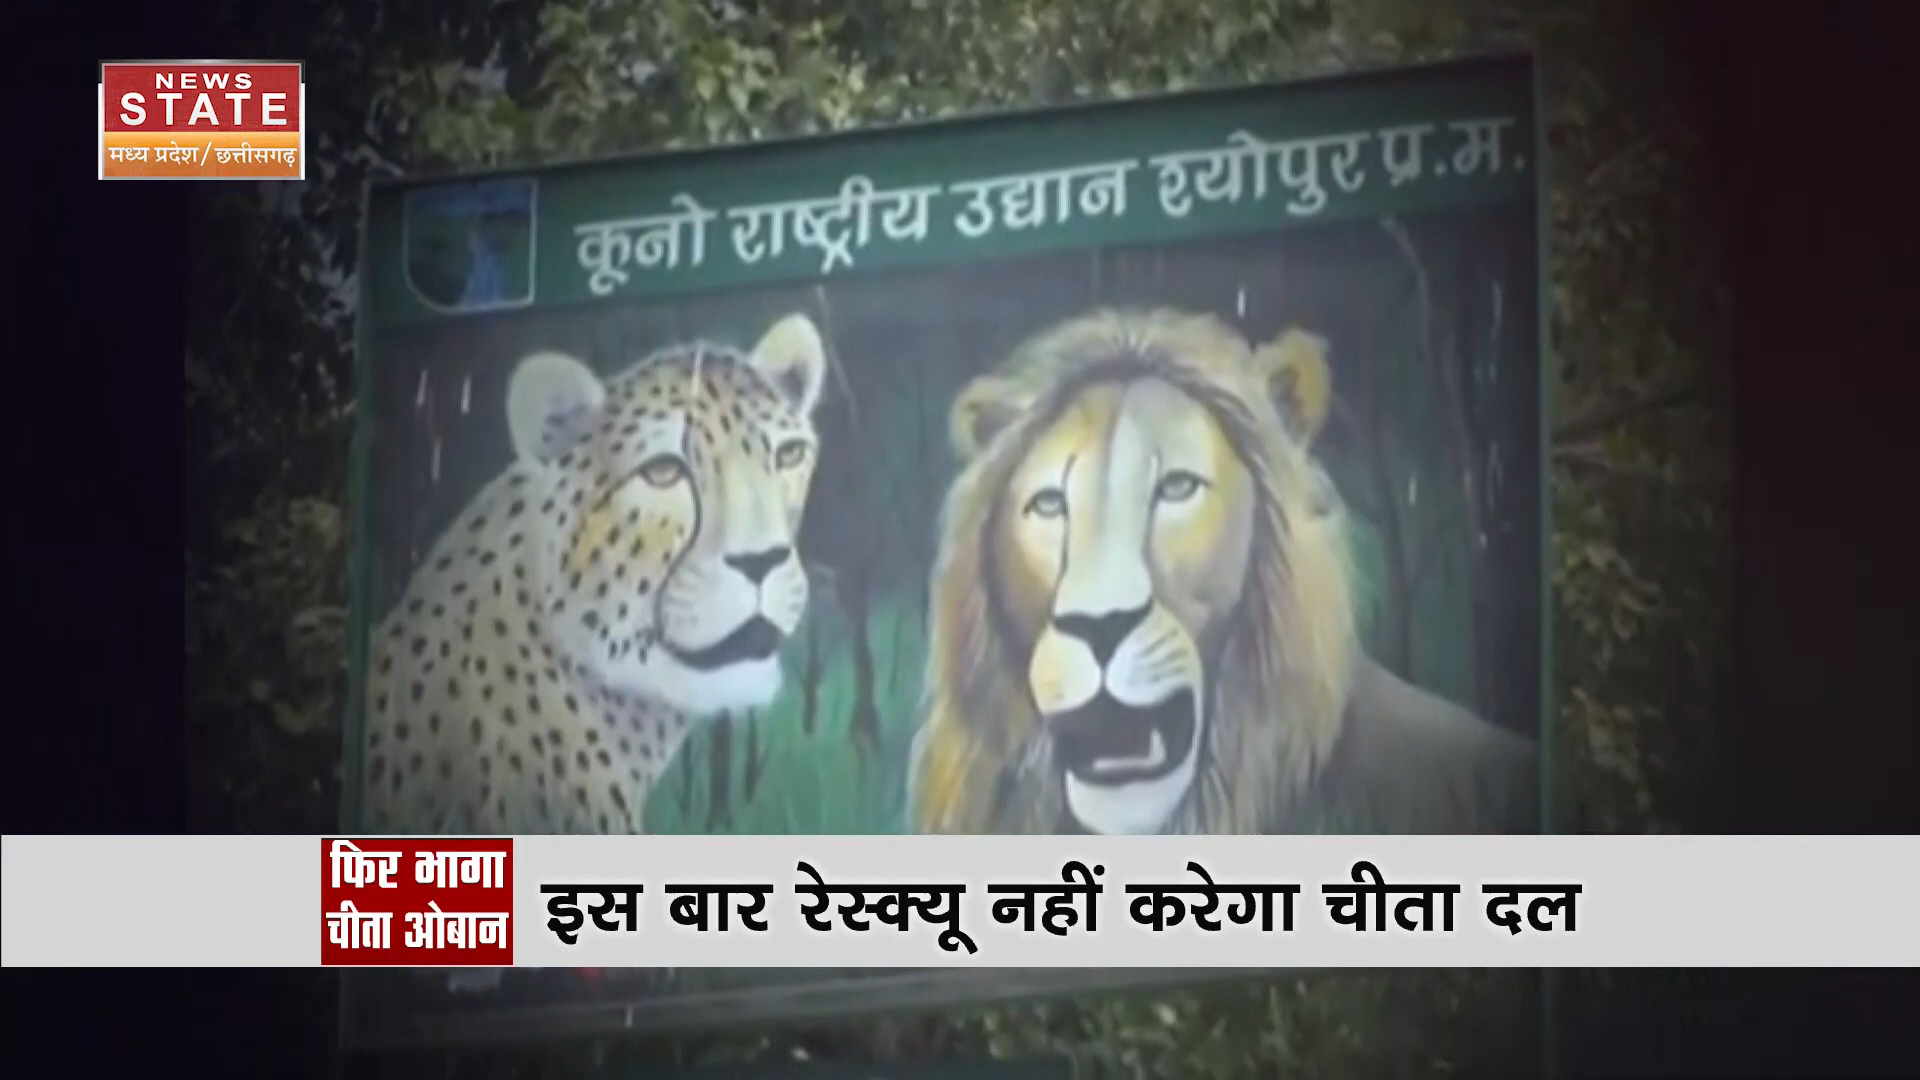 NEWS
STATE
मध्य प्रदेश/छत्तीसगढ़
कूनो राष्ट्रीय उद्यान श्योपुर प्र.म.
फिर भागा
चीता ओबान
इस बार रेस्क्यू नहीं करेगा चीता दल